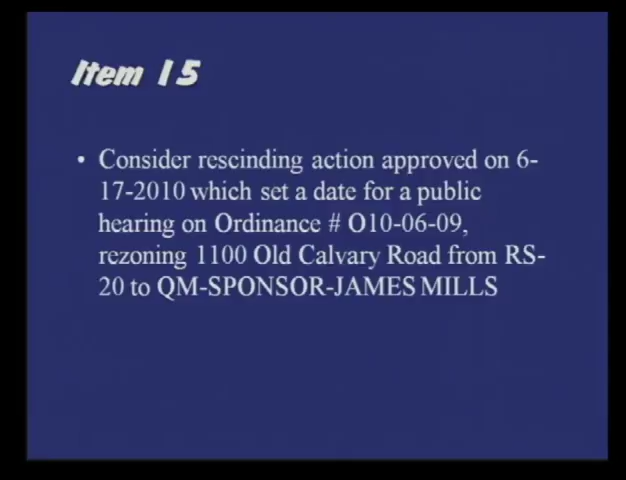 Item 15
• Consider rescinding action approved on 6-
17-2010 which set a date for a public
hearing on Ordinance # O10-06-09,
rezoning 1100 Old Calvary Road from RS-
20 to QM-SPONSOR-JAMES MILLS